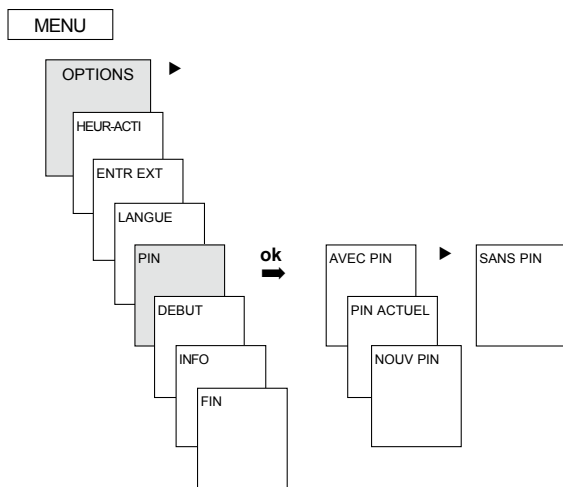 MENU
OPTIONS ►
HEUR-ACTI
ENTR EXT
LANGUE
PIN
ok
AVEC PIN ►
SANS PIN
DEBUT
PIN ACTUEL
INFO
NOUV PIN
FIN